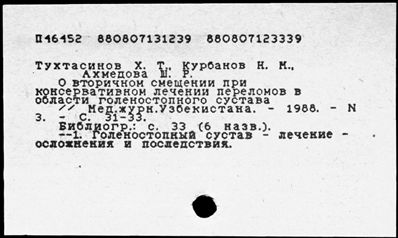 П46452 880807131239 880807123339
Тухтасинов Х. Т., Курбанов Н. М.,
Ахмедова Ш. Р.
О вторичном смещении при
консервативном лечении переломов в
области голеностопного сустава
// Мед.журн.Узбекистана. - 1988. - N
3. - С. 31-33.
Библиогр.: с. 33 (6 назв.).
--1. Голеностопный сустав - лечение -
осложнения и последствия.